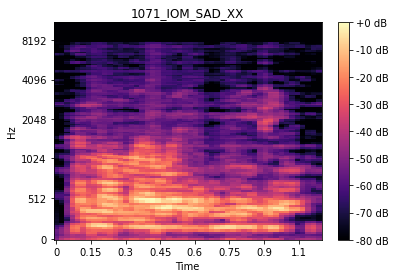 1071_IOM_SAD_XX
8192
4096
2048
1024
512
0
Hz
0
0.15
0.3
0.45
0.6
0.75
0.9
1.1
Time
+0 dB
-10 dB
-20 dB
-30 dB
-40 dB
-50 dB
-60 dB
-70 dB
-80 dB